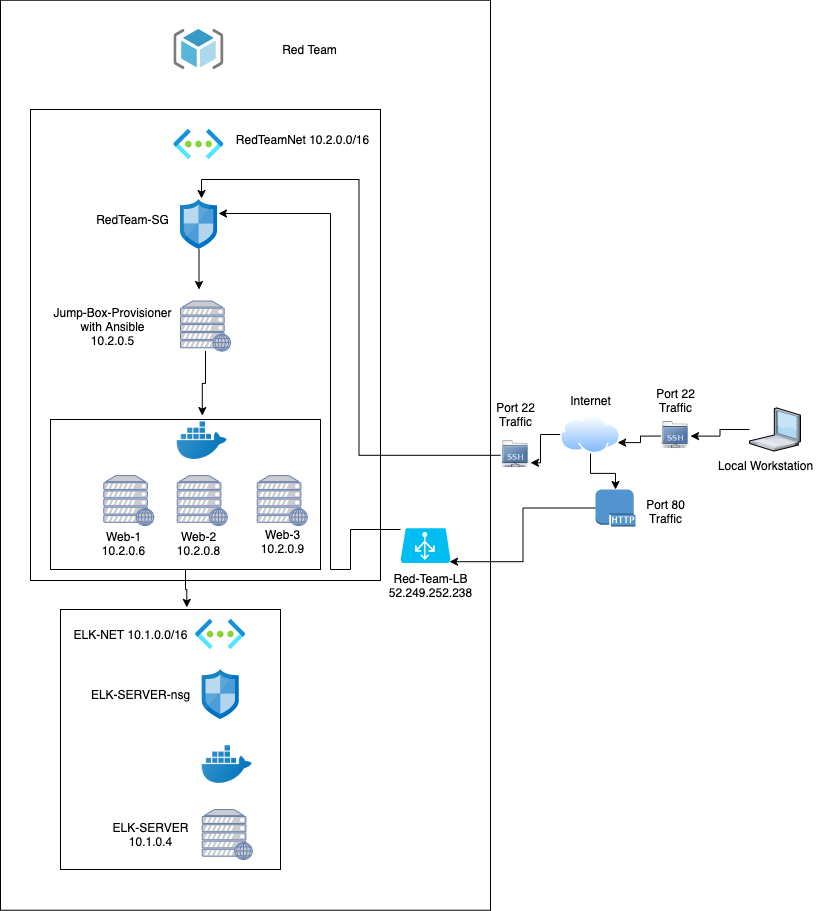 Red Team
RedTeamNet 10.2.0.0/16
RedTeam-SG
Jump-Box-Provisioner
with Ansible
10.2.0.5
Web-1
10.2.0.6
Web-2
10.2.0.8
Web-3
10.2.0.9
Port 22
Traffic
SSH
Internet
Port 22
Traffic
SSH
Local Workstation
HTTP
Port 80
Traffic
Red-Team-LB
52.249.252.238
ELK-NET 10.1.0.0/16
ELK-SERVER-nsg
ELK-SERVER
10.1.0.4